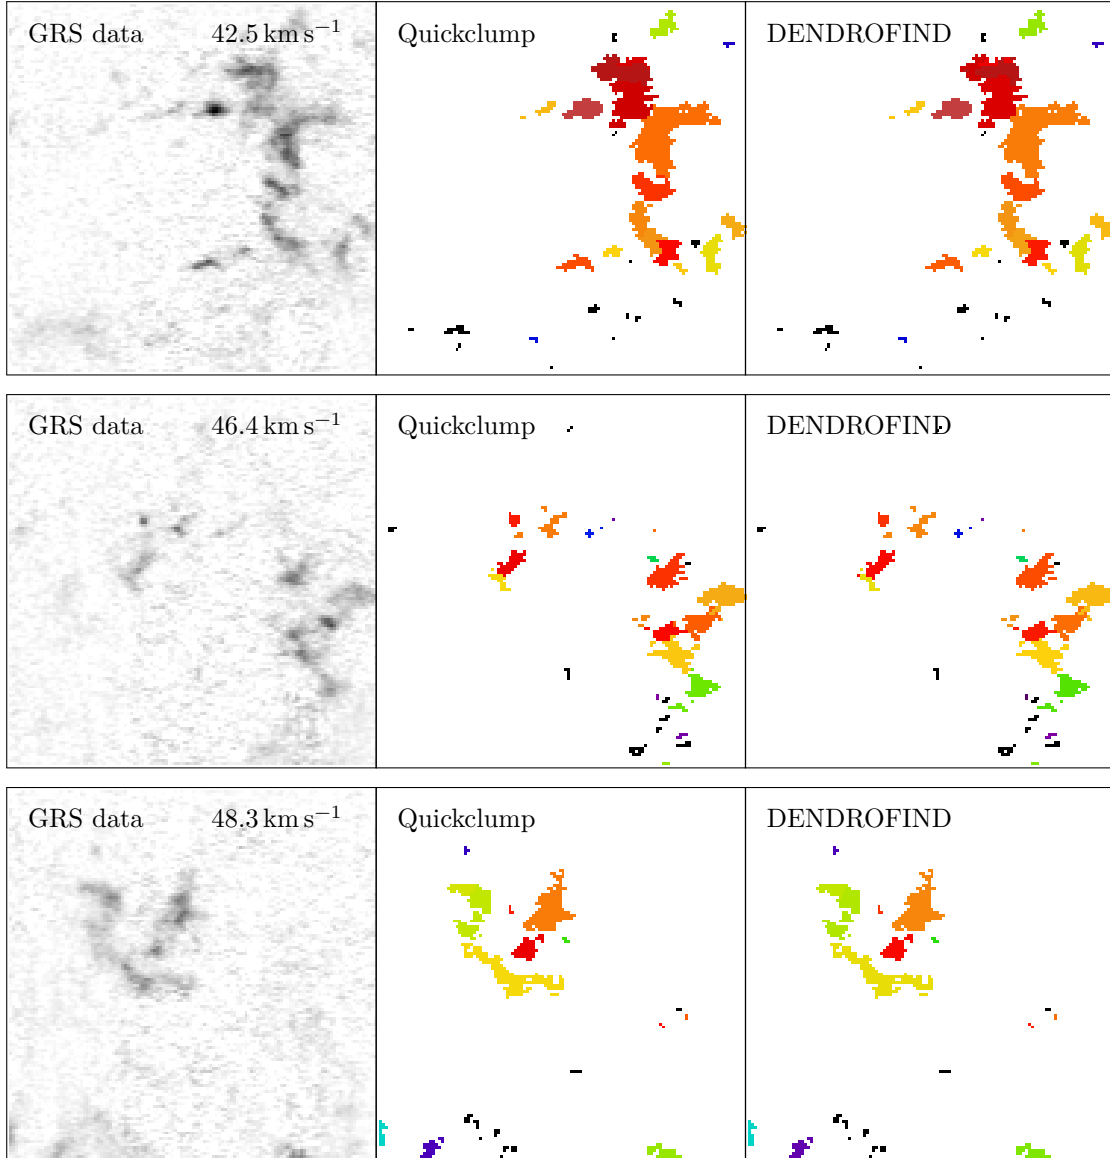 GRS data 42.5 km s⁻¹ Quickclump DENDROFIND
GRS data 46.4 km s⁻¹ Quickclump DENDROFIND
GRS data 48.3 km s⁻¹ Quickclump DENDROFIND